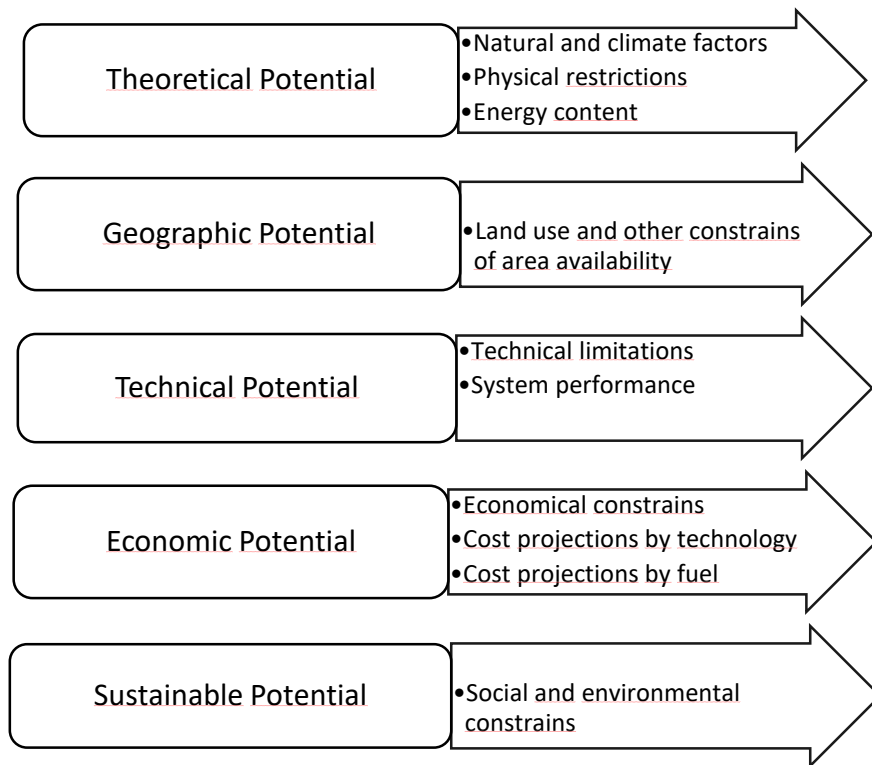 Theoretical Potential
•Natural and climate factors
•Physical restrictions
•Energy content
Geographic Potential
•Land use and other constrains
of area availability
Technical Potential
•Technical limitations
•System performance
Economic Potential
•Economical constrains
•Cost projections by technology
•Cost projections by fuel
Sustainable Potential
•Social and environmental
constrains